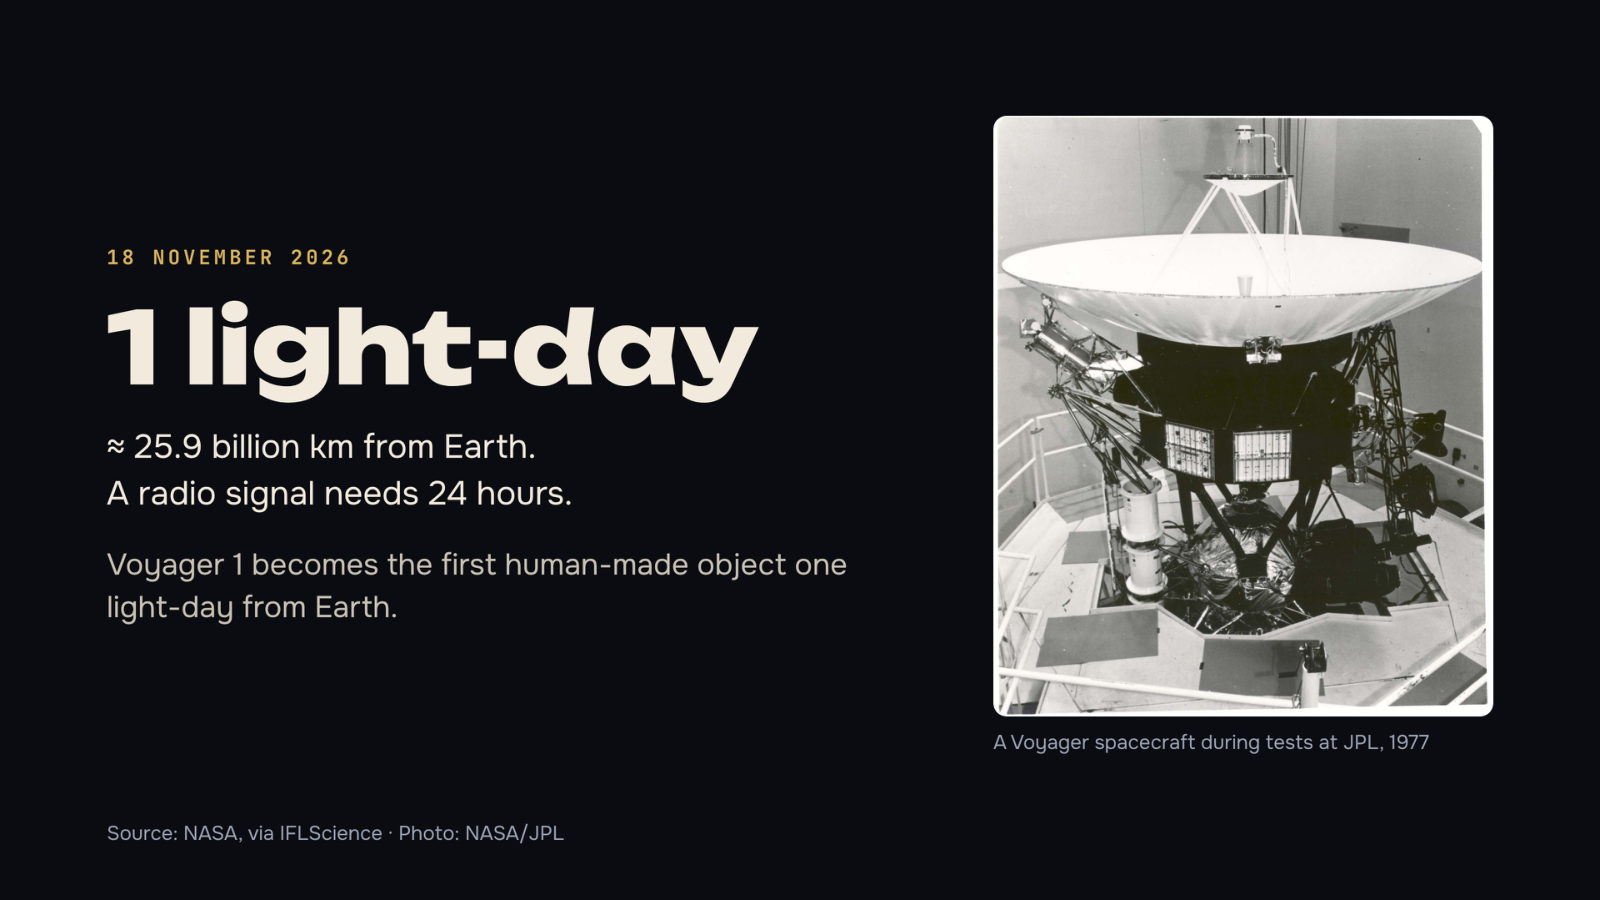 18 NOVEMBER 2026
1 light-day
≈ 25.9 billion km from Earth.
A radio signal needs 24 hours.
Voyager 1 becomes the first human-made object one
light-day from Earth.
A Voyager spacecraft during tests at JPL, 1977
Source: NASA, via IFLScience · Photo: NASA/JPL